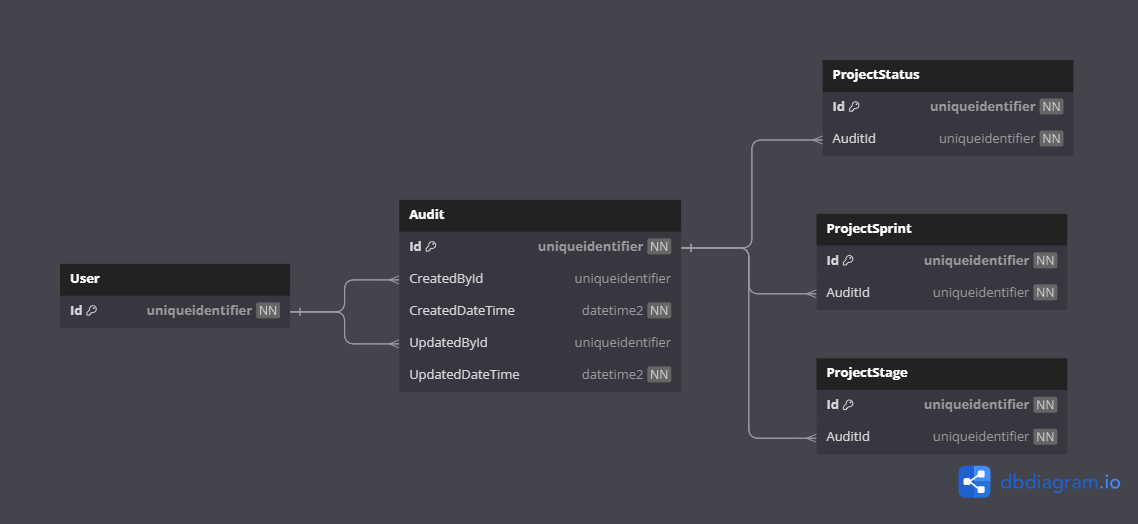 User
Id uniqueidentifier NN
Audit
Id uniqueidentifier NN
CreatedById uniqueidentifier
CreatedDateTime datetime2 NN
UpdatedById uniqueidentifier
UpdatedDateTime datetime2 NN
ProjectStatus
Id uniqueidentifier NN
AuditId uniqueidentifier NN
ProjectSprint
Id uniqueidentifier NN
AuditId uniqueidentifier NN
ProjectStage
Id uniqueidentifier NN
AuditId uniqueidentifier NN
dbdiagram.io